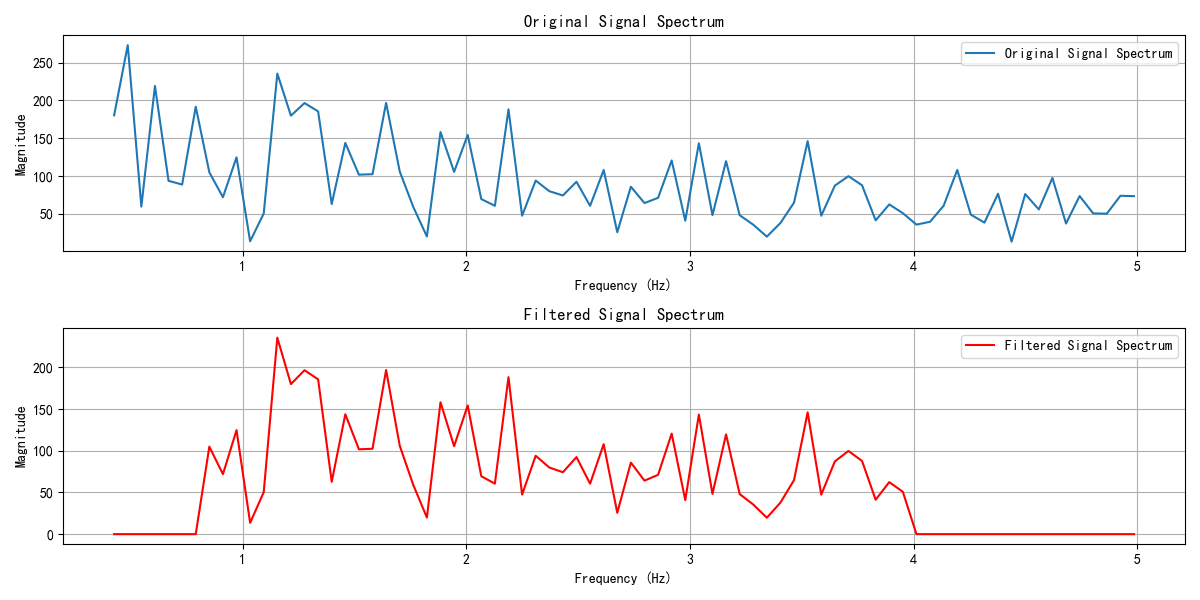 Original Signal Spectrum
Original Signal Spectrum
250
200
150
100
50
Magnitude
1 2 3 4 5
Frequency (Hz)
Filtered Signal Spectrum
Filtered Signal Spectrum
200
150
100
50
0
Magnitude
1 2 3 4 5
Frequency (Hz)